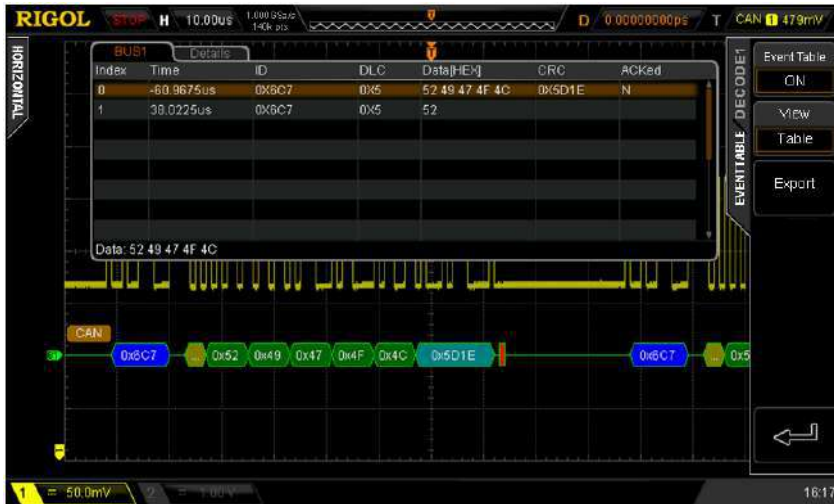 RIGOL STOP H 10.00us 1.000 GSa/s D 0.00000000ps T CAN 1 479mV
140k pts
HORIZONTAL
BUS1 Details
Index Time ID DLC Data[HEX] CRC ACKed
0 -60.9675us 0X6C7 0X5 52 49 47 4F 4C 0X5D1E N
1 38.0225us 0X6C7 0X5 52
Data: 52 49 47 4F 4C
EVENTTABLE DECODE1
Event Table
ON
View
Table
Export
CAN
0x6C7 ... 0x52 0x49 0x47 0x4F 0x4C 0x5D1E 0x6C7 ... 0x5
1 = 50.0mV 2 = 1.00V 16:17